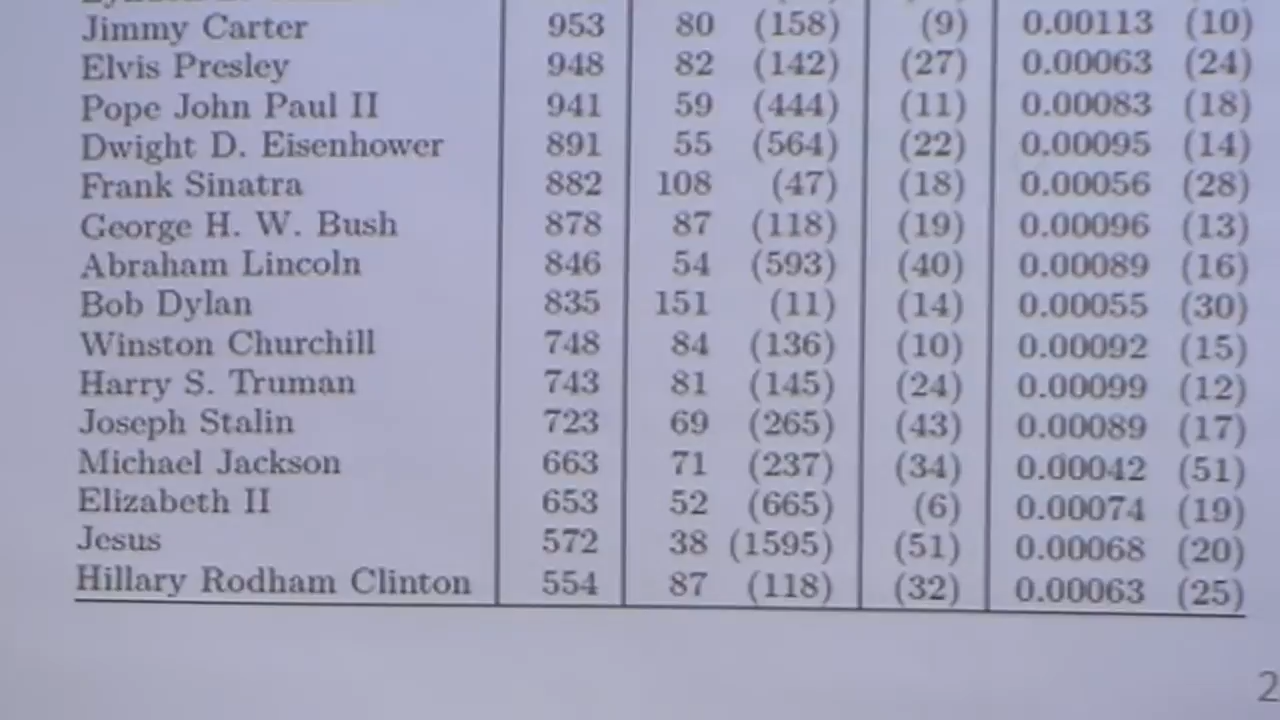 Jimmy Carter 953 80 (158) (9) 0.00113 (10)
Elvis Presley 948 82 (142) (27) 0.00063 (24)
Pope John Paul II 941 59 (444) (11) 0.00083 (18)
Dwight D. Eisenhower 891 55 (564) (22) 0.00095 (14)
Frank Sinatra 882 108 (47) (18) 0.00056 (28)
George H. W. Bush 878 87 (118) (19) 0.00096 (13)
Abraham Lincoln 846 54 (593) (40) 0.00089 (16)
Bob Dylan 835 151 (11) (14) 0.00055 (30)
Winston Churchill 748 84 (136) (10) 0.00092 (15)
Harry S. Truman 743 81 (145) (24) 0.00099 (12)
Joseph Stalin 723 69 (265) (43) 0.00089 (17)
Michael Jackson 663 71 (237) (34) 0.00042 (51)
Elizabeth II 653 52 (665) (6) 0.00074 (19)
Jesus 572 38 (1595) (51) 0.00068 (20)
Hillary Rodham Clinton 554 87 (118) (32) 0.00063 (25)
2